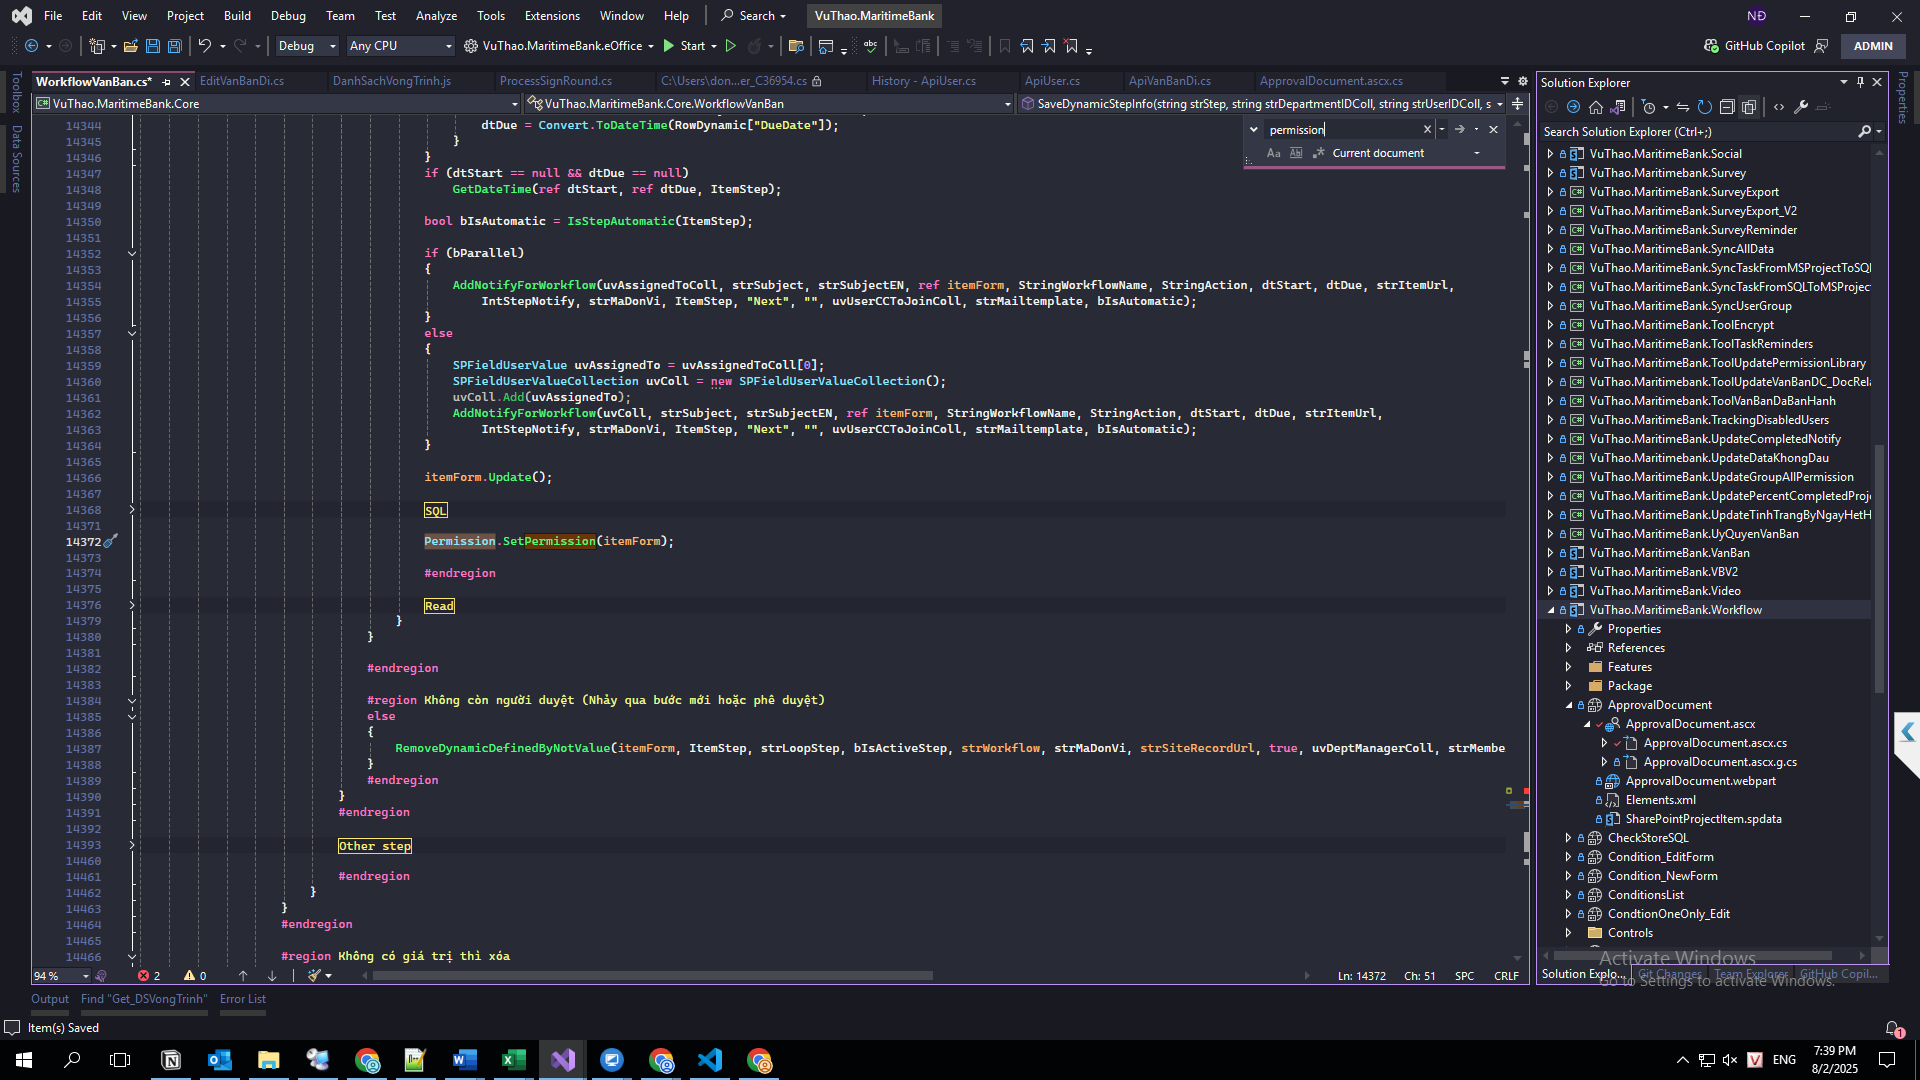 File Edit View Project Build Debug Team Test Analyze Tools Extensions Window Help Search VuThao.MaritimeBank NĐ
Debug Any CPU VuThao.MaritimeBank.eOffice Start GitHub Copilot ADMIN
WorkflowVanBan.cs* EditVanBanDi.cs DanhSachVongTrinh.js ProcessSignRound.cs C:\Users\don...er_C36954.cs History - ApiUser.cs ApiUser.cs ApiVanBanDi.cs ApprovalDocument.ascx.cs
VuThao.MaritimeBank.Core VuThao.MaritimeBank.Core.WorkflowVanBan SaveDynamicStepInfo(string strStep, string strDepartmentIDColl, string strUserIDColl, s
Toolbox
Data Sources
permission
Aa Current document
14344 dtDue = Convert.ToDateTime(RowDynamic["DueDate"]);
14345 }
14346 }
14347 if (dtStart == null && dtDue == null)
14348 GetDateTime(ref dtStart, ref dtDue, ItemStep);
14349
14350 bool bIsAutomatic = IsStepAutomatic(ItemStep);
14351
14352 if (bParallel)
14353 {
14354 AddNotifyForWorkflow(uvAssignedToColl, strSubject, strSubjectEN, ref itemForm, StringWorkflowName, StringAction, dtStart, dtDue, strItemUrl,
14355 IntStepNotify, strMaDonVi, ItemStep, "Next", "", uvUserCCToJoinColl, strMailtemplate, bIsAutomatic);
14356 }
14357 else
14358 {
14359 SPFieldUserValue uvAssignedTo = uvAssignedToColl[0];
14360 SPFieldUserValueCollection uvColl = new SPFieldUserValueCollection();
14361 uvColl.Add(uvAssignedTo);
14362 AddNotifyForWorkflow(uvColl, strSubject, strSubjectEN, ref itemForm, StringWorkflowName, StringAction, dtStart, dtDue, strItemUrl,
14363 IntStepNotify, strMaDonVi, ItemStep, "Next", "", uvUserCCToJoinColl, strMailtemplate, bIsAutomatic);
14364 }
14365
14366 itemForm.Update();
14367
14368 SQL
14371
14372 Permission.SetPermission(itemForm);
14373
14374 #endregion
14375
14376 Read
14379 }
14380 }
14381
14382 #endregion
14383
14384 #region Không còn người duyệt (Nhảy qua bước mới hoặc phê duyệt)
14385 else
14386 {
14387 RemoveDynamicDefinedByNotValue(itemForm, ItemStep, strLoopStep, bIsActiveStep, strWorkflow, strMaDonVi, strSiteRecordUrl, true, uvDeptManagerColl, strMembe
14388 }
14389 #endregion
14390 }
14391 #endregion
14392
14393 Other step
14460
14461 #endregion
14462 }
14463 }
14464 #endregion
14465
14466 #region Không có giá trị thì xóa
94 % 2 0 Ln: 14372 Ch: 51 SPC CRLF
Output Find "Get_DSVongTrinh" Error List
Item(s) Saved
Solution Explorer
Search Solution Explorer (Ctrl+;)
VuThao.MaritimeBank.Social
VuThao.MaritimeBank.Survey
VuThao.MaritimeBank.SurveyExport
VuThao.MaritimeBank.SurveyExport_V2
VuThao.MaritimeBank.SurveyReminder
VuThao.MaritimeBank.SyncAllData
VuThao.MaritimeBank.SyncTaskFromMSProjectToSQL
VuThao.MaritimeBank.SyncTaskFromSQLToMSProjec
VuThao.MaritimeBank.SyncUserGroup
VuThao.MaritimeBank.ToolEncrypt
VuThao.MaritimeBank.ToolTaskReminders
VuThao.MaritimeBank.ToolUpdatePermissionLibrary
VuThao.MaritimeBank.ToolUpdateVanBanDC_DocRela
VuThao.MaritimeBank.ToolVanBanDaBanHanh
VuThao.MaritimeBank.TrackingDisabledUsers
VuThao.MaritimeBank.UpdateCompletedNotify
VuThao.MaritimeBank.UpdateDataKhongDau
VuThao.Maritimebank.UpdateGroupAllPermission
VuThao.MaritimeBank.UpdatePercentCompletedProj
VuThao.MaritimeBank.UpdateTinhTrangByNgayHetH
VuThao.MaritimeBank.UyQuyenVanBan
VuThao.MaritimeBank.VanBan
VuThao.MaritimeBank.VBV2
VuThao.MaritimeBank.Video
VuThao.MaritimeBank.Workflow
Properties
References
Features
Package
ApprovalDocument
ApprovalDocument.ascx
ApprovalDocument.ascx.cs
ApprovalDocument.ascx.g.cs
ApprovalDocument.webpart
Elements.xml
SharePointProjectItem.spdata
CheckStoreSQL
Condition_EditForm
Condition_NewForm
ConditionsList
CondtionOneOnly_Edit
Controls
Solution Explo... Git Changes Team Explorer GitHub Copil...
Properties
Activate Windows
Go to Settings to activate Windows.
1
ENG 7:39 PM
8/2/2025